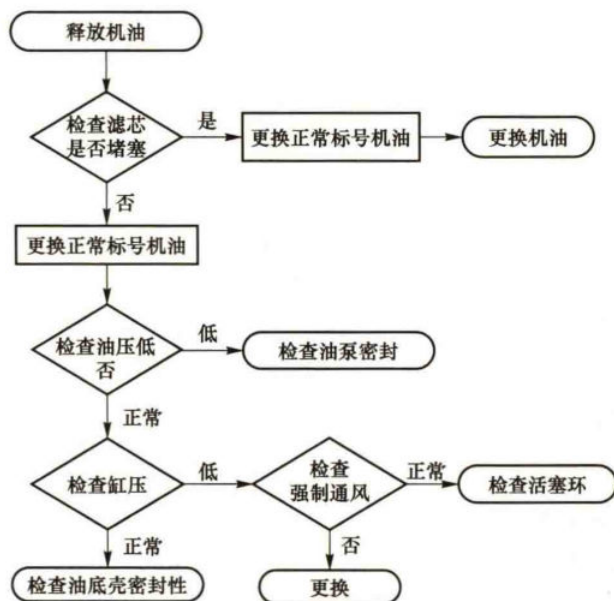 释放机油
检查滤芯
是否堵塞
是
更换正常标号机油
更换机油
否
更换正常标号机油
检查油压低
否
低
检查油泵密封
正常
检查缸压
低
检查
强制通风
正常
检查活塞环
正常
否
检查油底壳密封性
更换